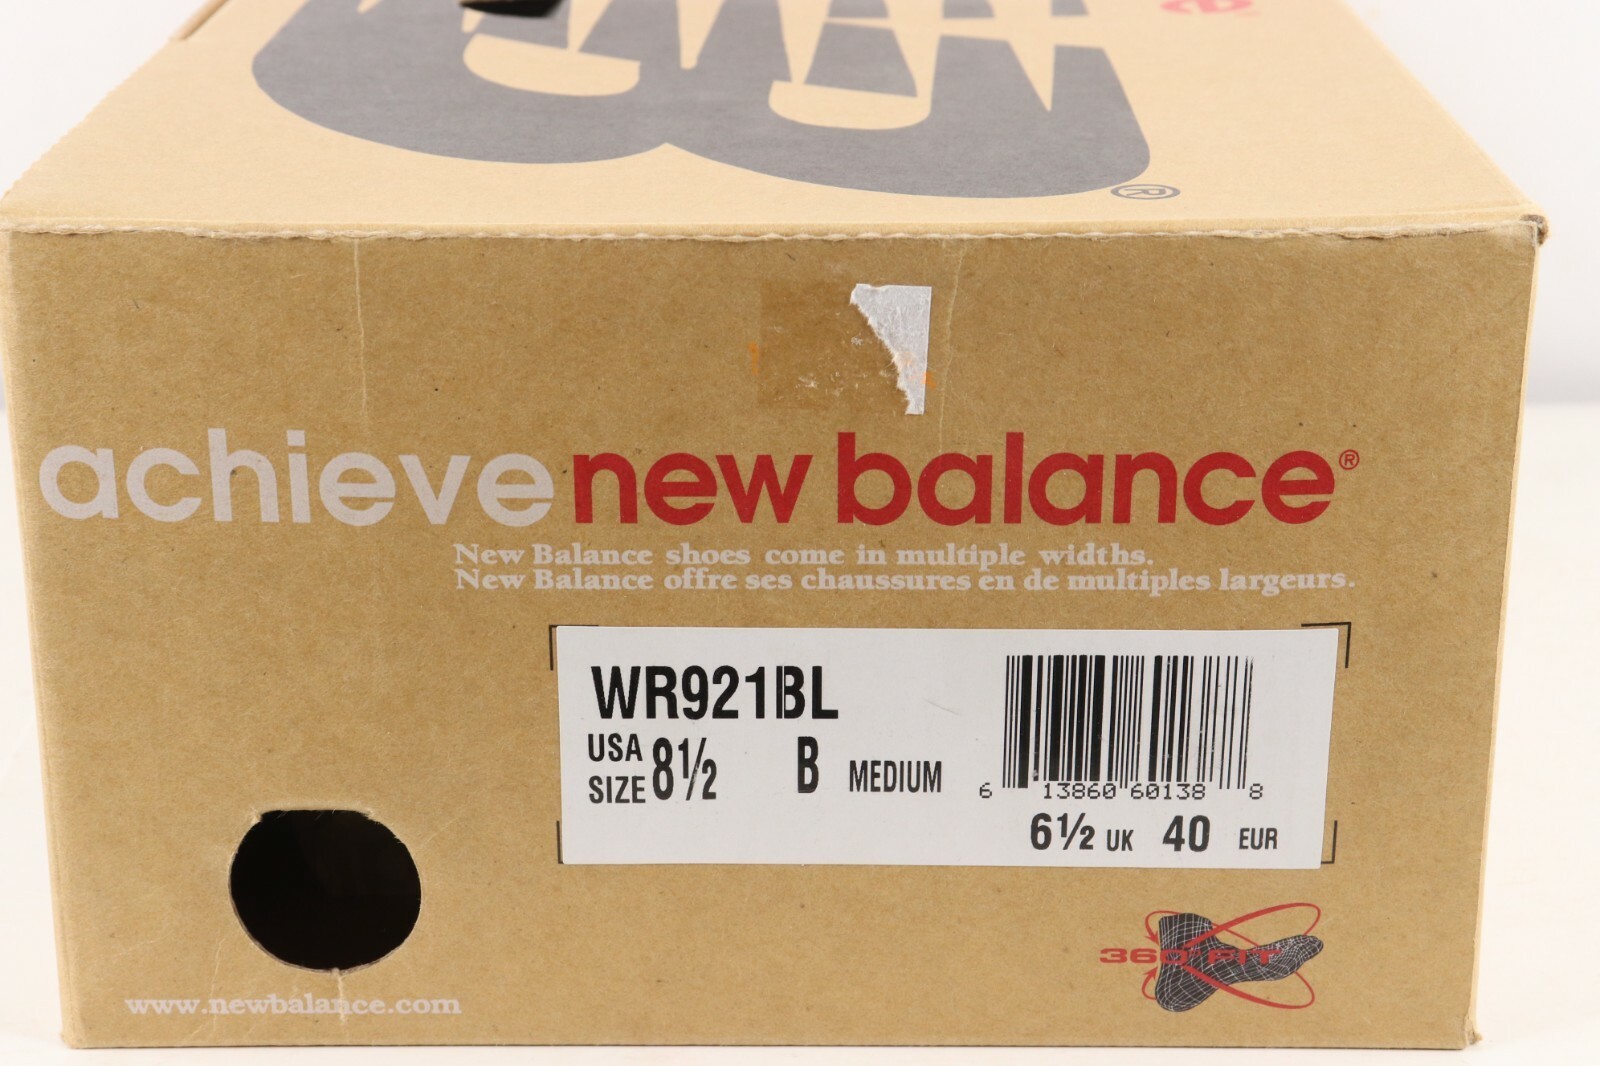 ®
achieve new balance®
New Balance shoes come in multiple widths.
New Balance offre ses chaussures en de multiples largeurs.
WR921BL
USA SIZE 8½ B MEDIUM
6 13860 60138 8
6½ UK 40 EUR
360° FIT
www.newbalance.com